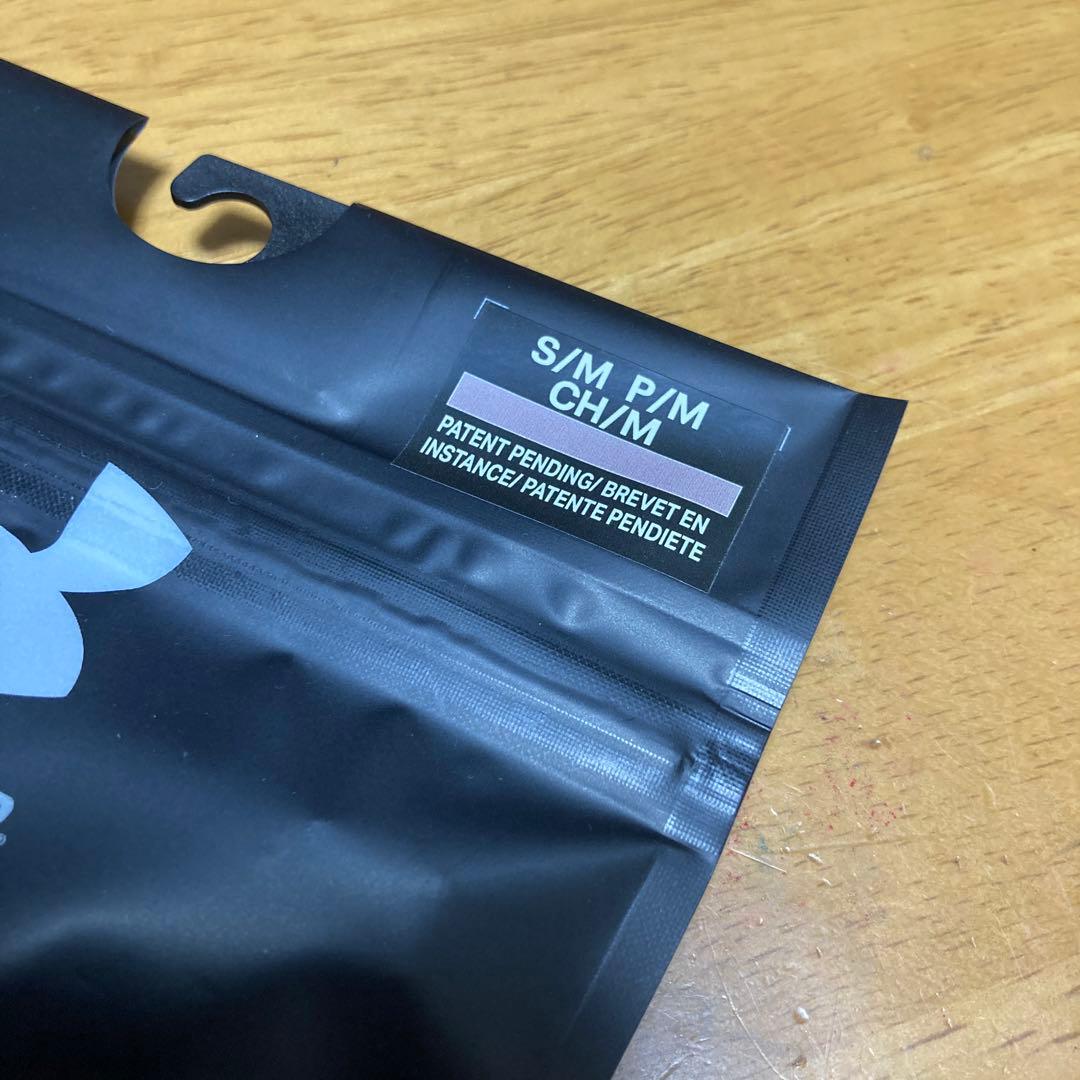 S/M P/M
CH/M
PATENT PENDING/ BREVET EN
INSTANCE/ PATENTE PENDIETE